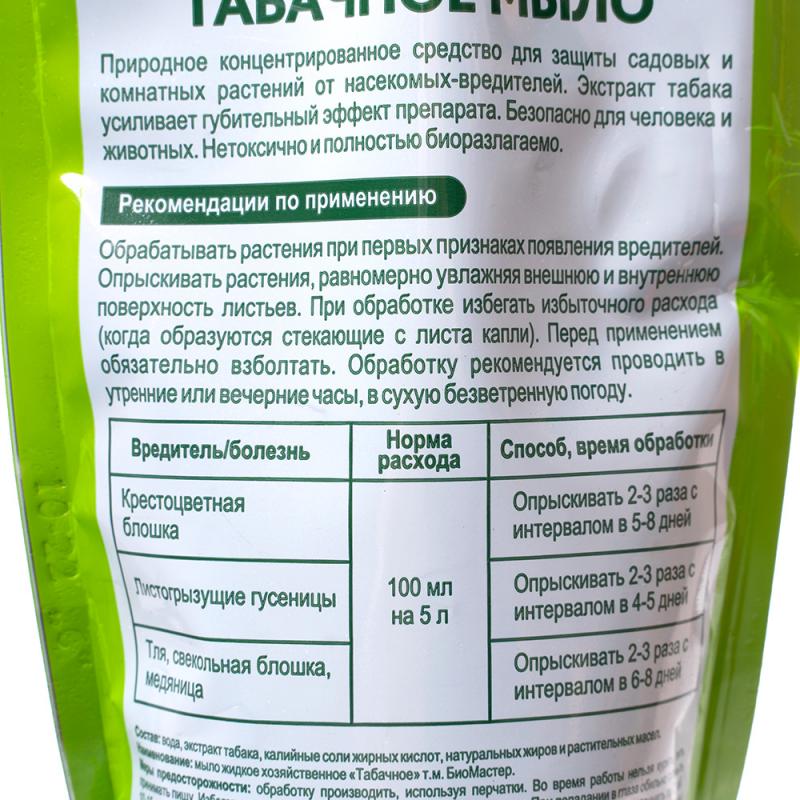 ТАБАЧНОЕ МЫЛО
Природное концентрированное средство для защиты садовых и
комнатных растений от насекомых-вредителей. Экстракт табака
усиливает губительный эффект препарата. Безопасно для человека и
животных. Нетоксично и полностью биоразлагаемо.
Рекомендации по применению
Обрабатывать растения при первых признаках появления вредителей.
Опрыскивать растения, равномерно увлажняя внешнюю и внутреннюю
поверхность листьев. При обработке избегать избыточного расхода
(когда образуются стекающие с листа капли). Перед применением
обязательно взболтать. Обработку рекомендуется проводить в
утренние или вечерние часы, в сухую безветренную погоду.
Вредитель/болезнь
Норма
расхода
Способ, время обработки
Крестоцветная
блошка
Опрыскивать 2-3 раза с
интервалом в 5-8 дней
Листогрызущие гусеницы
100 мл
на 5 л
Опрыскивать 2-3 раза с
интервалом в 4-5 дней
Тля, свекольная блошка,
медяница
Опрыскивать 2-3 раза с
интервалом в 6-8 дней
Состав: вода, экстракт табака, калийные соли жирных кислот, натуральных жиров и растительных масел.
Наименование: мыло жидкое хозяйственное «Табачное» т.м. БиоМастер.
Меры предосторожности: обработку производить, используя перчатки. Во время работы нельзя